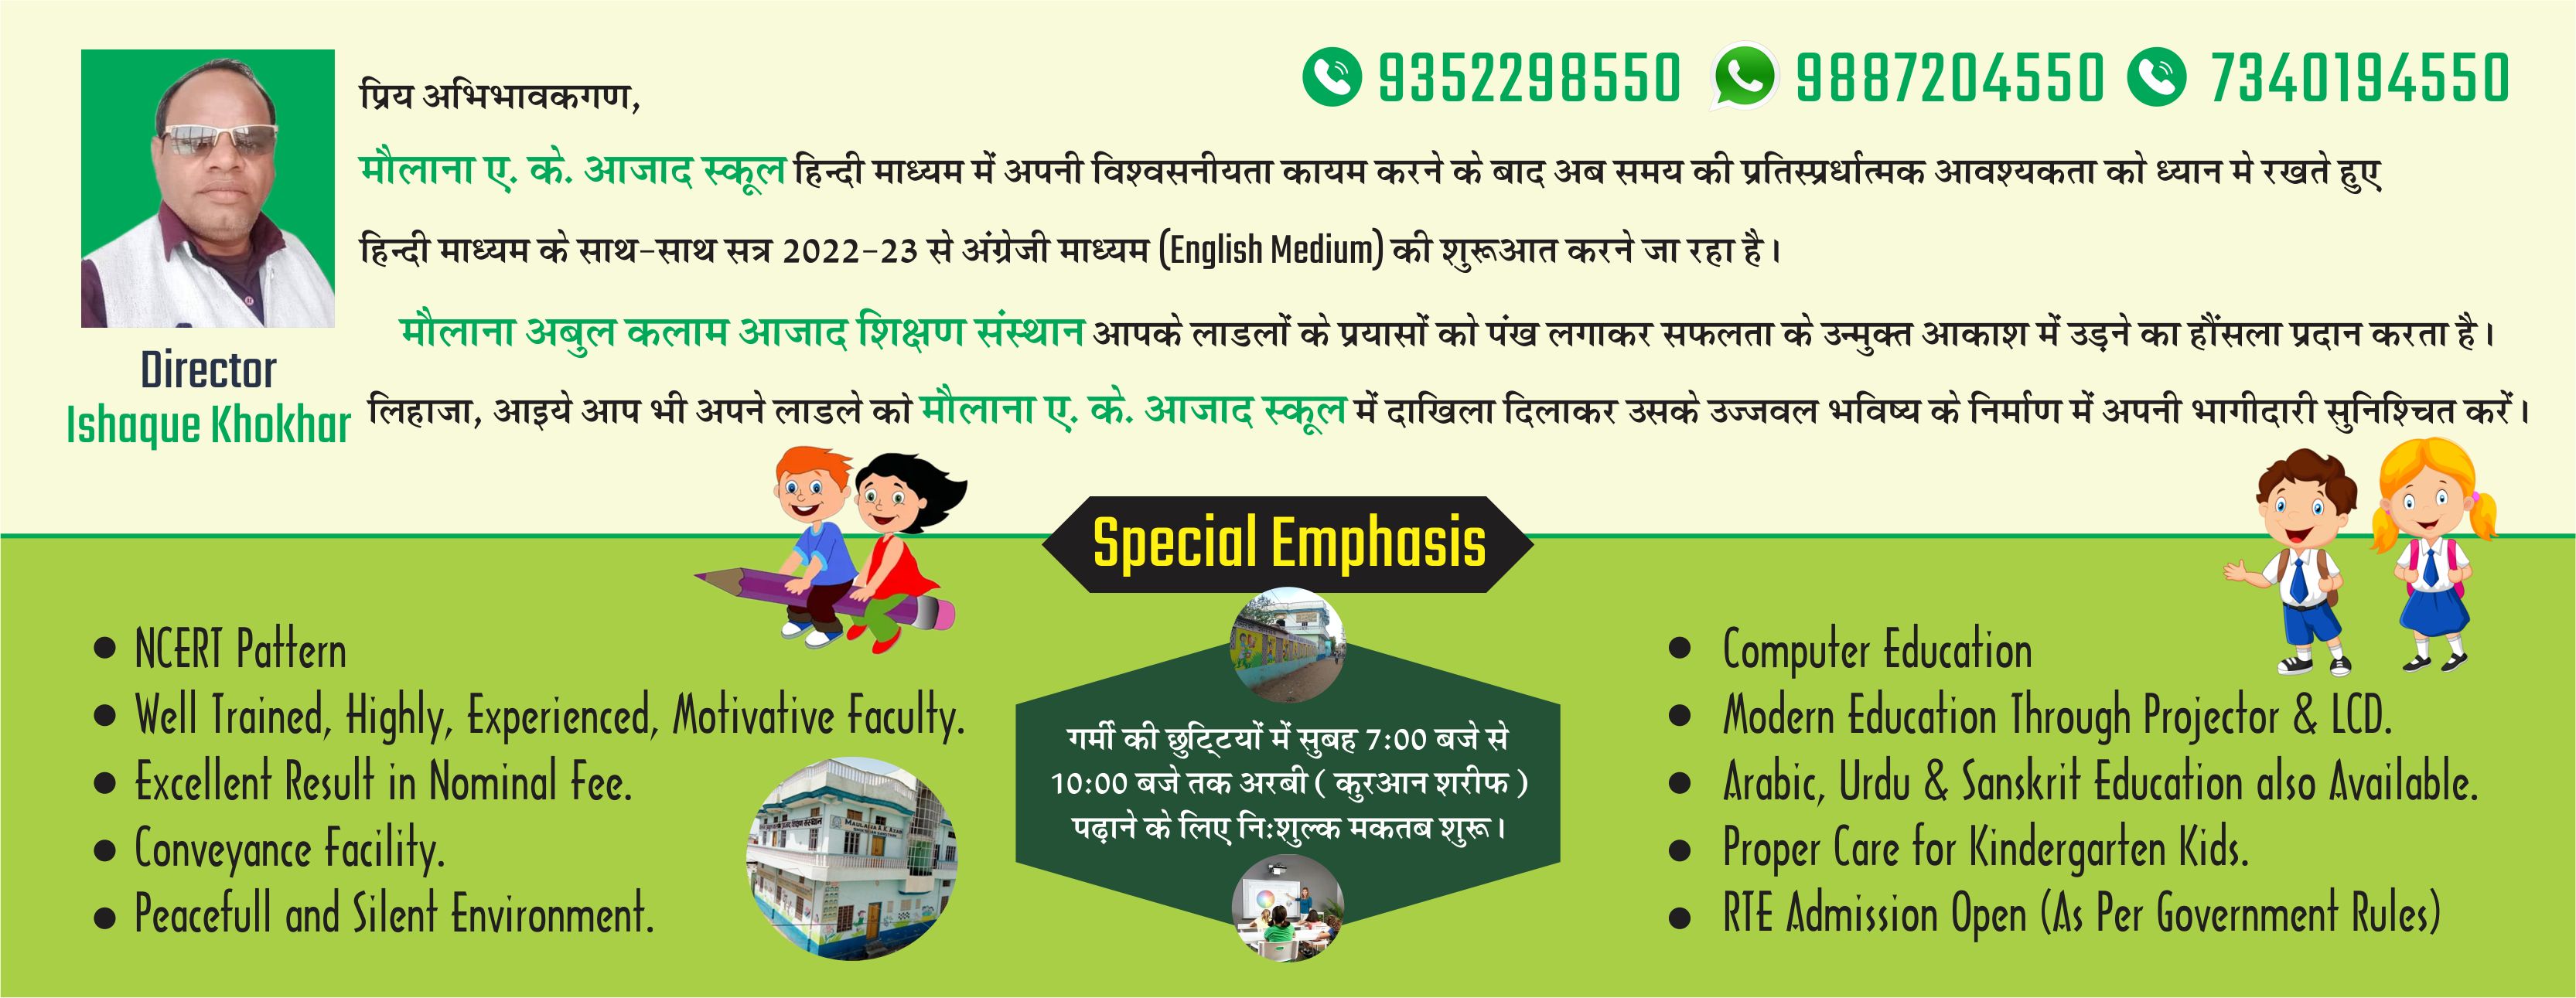 9352298550 9887204550 7340194550
प्रिय अभिभावकगण,
मौलाना ए. के. आजाद स्कूल हिन्दी माध्यम में अपनी विश्वसनीयता कायम करने के बाद अब समय की प्रतिस्प्रर्धात्मक आवश्यकता को ध्यान मे रखते हुए
हिन्दी माध्यम के साथ-साथ सत्र 2022-23 से अंग्रेजी माध्यम (English Medium) की शुरूआत करने जा रहा है।
मौलाना अबुल कलाम आजाद शिक्षण संस्थान आपके लाडलों के प्रयासों को पंख लगाकर सफलता के उन्मुक्त आकाश में उड़ने का हौंसला प्रदान करता है।
लिहाजा, आइये आप भी अपने लाडले को मौलाना ए. के. आजाद स्कूल में दाखिला दिलाकर उसके उज्जवल भविष्य के निर्माण में अपनी भागीदारी सुनिश्चित करें।
Director
Ishaque Khokhar
Special Emphasis
• NCERT Pattern
• Well Trained, Highly, Experienced, Motivative Faculty.
• Excellent Result in Nominal Fee.
• Conveyance Facility.
• Peacefull and Silent Environment.
MAULANA A. K. AZAD
गर्मी की छुट्टियों में सुबह 7:00 बजे से
10:00 बजे तक अरबी ( कुरआन शरीफ )
पढ़ाने के लिए निःशुल्क मकतब शुरू।
• Computer Education
• Modern Education Through Projector & LCD.
• Arabic, Urdu & Sanskrit Education also Available.
• Proper Care for Kindergarten Kids.
• RTE Admission Open (As Per Government Rules)